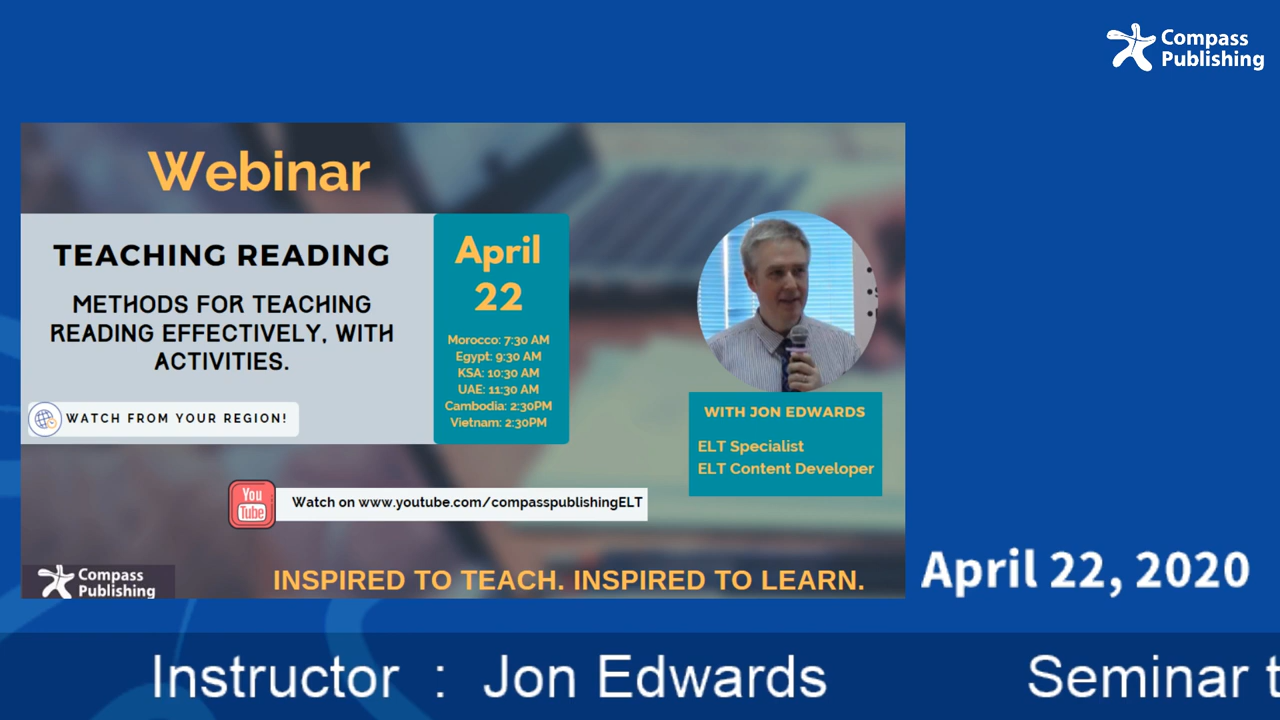 Compass
Publishing
Webinar
TEACHING READING
METHODS FOR TEACHING
READING EFFECTIVELY, WITH
ACTIVITIES.
WATCH FROM YOUR REGION!
April
22
Morocco: 7:30 AM
Egypt: 9:30 AM
KSA: 10:30 AM
UAE: 11:30 AM
Cambodia: 2:30PM
Vietnam: 2:30PM
WITH JON EDWARDS
ELT Specialist
ELT Content Developer
You
Tube
Watch on www.youtube.com/compasspublishingELT
Compass
Publishing
INSPIRED TO TEACH. INSPIRED TO LEARN.
April 22, 2020
Instructor : Jon Edwards Seminar t